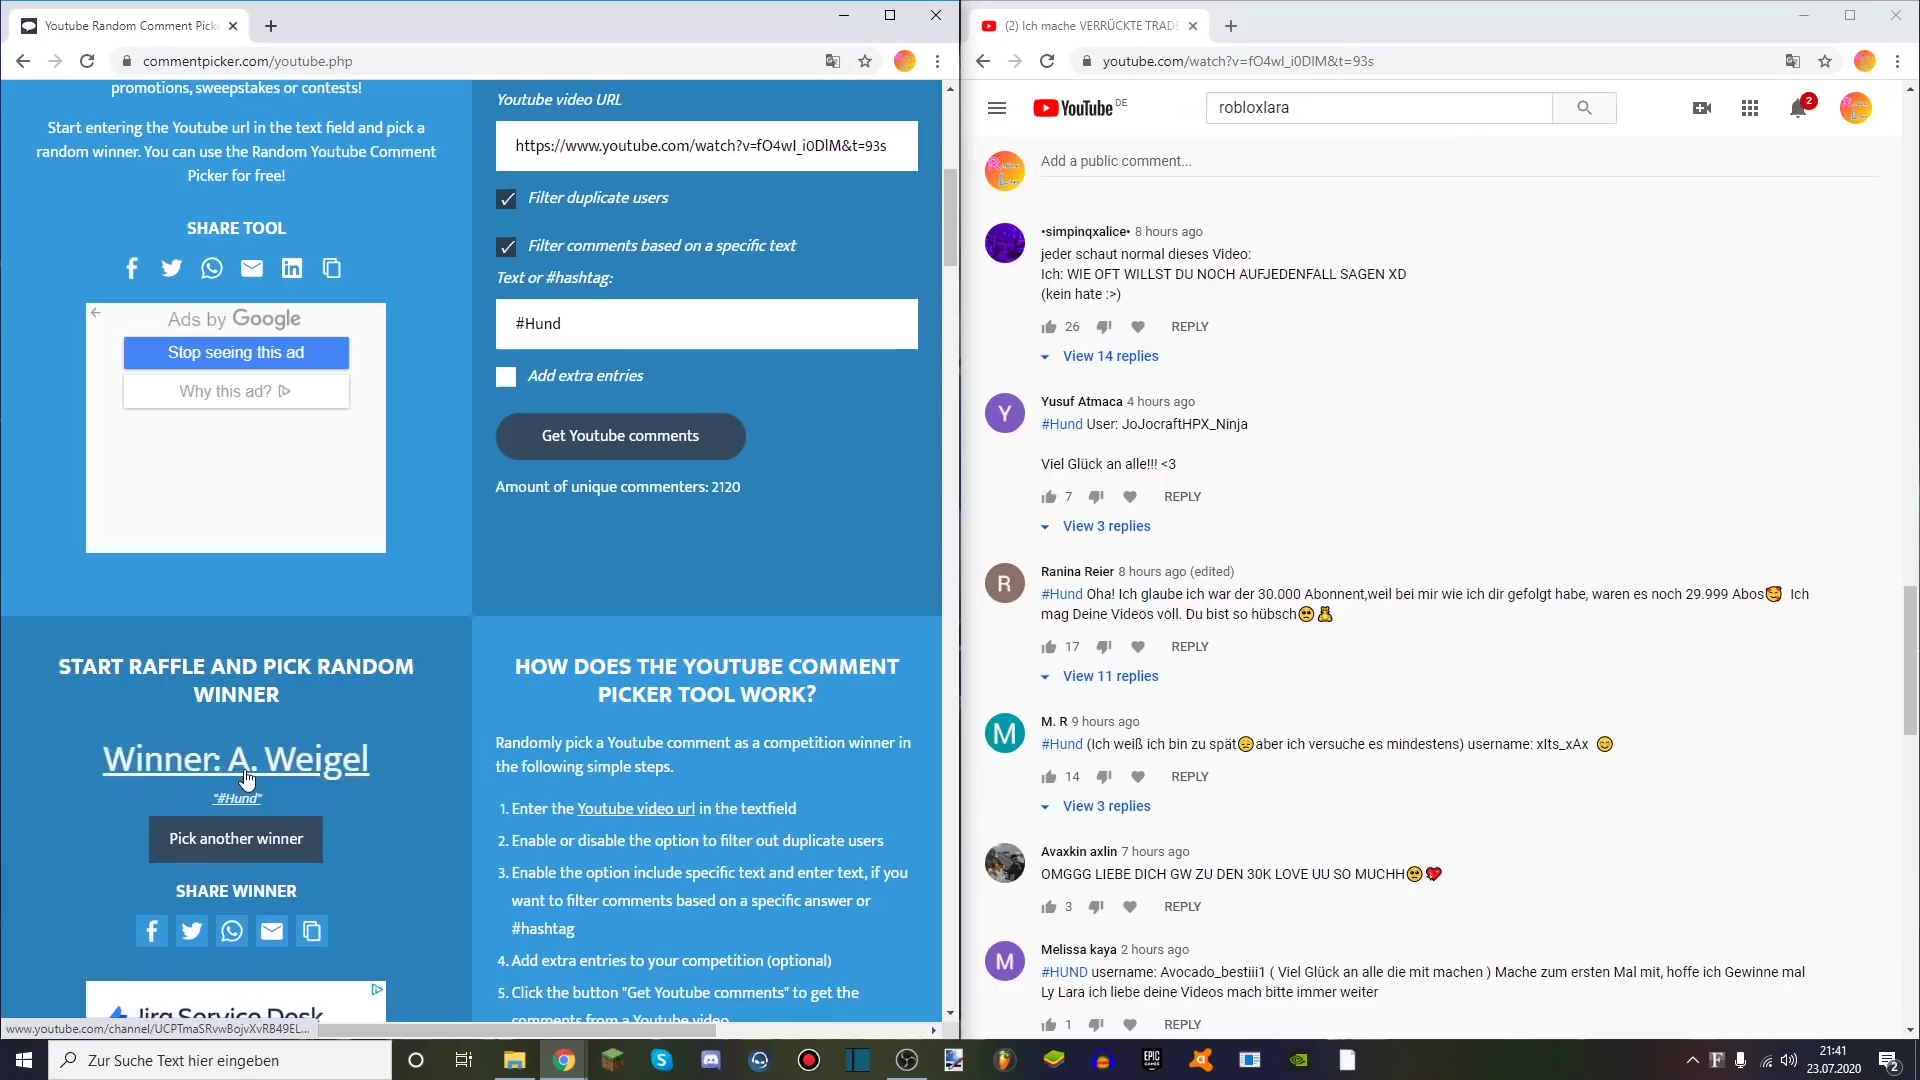 Youtube Random Comment Picke
commentpicker.com/youtube.php
promotions, sweepstakes or contests!
Start entering the Youtube url in the text field and pick a
random winner. You can use the Random Youtube Comment
Picker for free!
SHARE TOOL
Ads by Google
Stop seeing this ad
Why this ad?
Youtube video URL
https://www.youtube.com/watch?v=fO4wI_i0DlM&t=93s
Filter duplicate users
Filter comments based on a specific text
Text or #hashtag:
#Hund
Add extra entries
Get Youtube comments
Amount of unique commenters: 2120
START RAFFLE AND PICK RANDOM
WINNER
Winner: A. Weigel
"#Hund"
Pick another winner
SHARE WINNER
Jira Service Desk
HOW DOES THE YOUTUBE COMMENT
PICKER TOOL WORK?
Randomly pick a Youtube comment as a competition winner in
the following simple steps.
1. Enter the Youtube video url in the textfield
2. Enable or disable the option to filter out duplicate users
3. Enable the option include specific text and enter text, if you
want to filter comments based on a specific answer or
#hashtag
4. Add extra entries to your competition (optional)
5. Click the button "Get Youtube comments" to get the
comments from a Youtube video
www.youtube.com/channel/UCPTmaSRvwBojvXvRB49EL...
(2) Ich mache VERRÜCKTE TRADE
youtube.com/watch?v=fO4wI_i0DlM&t=93s
YouTube DE
robloxlara
2
Add a public comment...
•simpinqxalice• 8 hours ago
jeder schaut normal dieses Video:
Ich: WIE OFT WILLST DU NOCH AUFJEDENFALL SAGEN XD
(kein hate :>)
26 REPLY
View 14 replies
Y
Yusuf Atmaca 4 hours ago
#Hund User: JoJocraftHPX_Ninja
Viel Glück an alle!!! <3
7 REPLY
View 3 replies
R
Ranina Reier 8 hours ago (edited)
#Hund Oha! Ich glaube ich war der 30.000 Abonnent,weil bei mir wie ich dir gefolgt habe, waren es noch 29.999 Abos🥰 Ich
mag Deine Videos voll. Du bist so hübsch🥺🧸
17 REPLY
View 11 replies
M
M. R 9 hours ago
#Hund (Ich weiß ich bin zu spät😔aber ich versuche es mindestens) username: xIts_xAx 😊
14 REPLY
View 3 replies
Avaxkin axlin 7 hours ago
OMGGG LIEBE DICH GW ZU DEN 30K LOVE UU SO MUCHH🥺💖
3 REPLY
M
Melissa kaya 2 hours ago
#HUND username: Avocado_bestiii1 ( Viel Glück an alle die mit machen ) Mache zum ersten Mal mit, hoffe ich Gewinne mal
Ly Lara ich liebe deine Videos mach bitte immer weiter
1 REPLY
Zur Suche Text hier eingeben
EPIC
21:41
23.07.2020
2